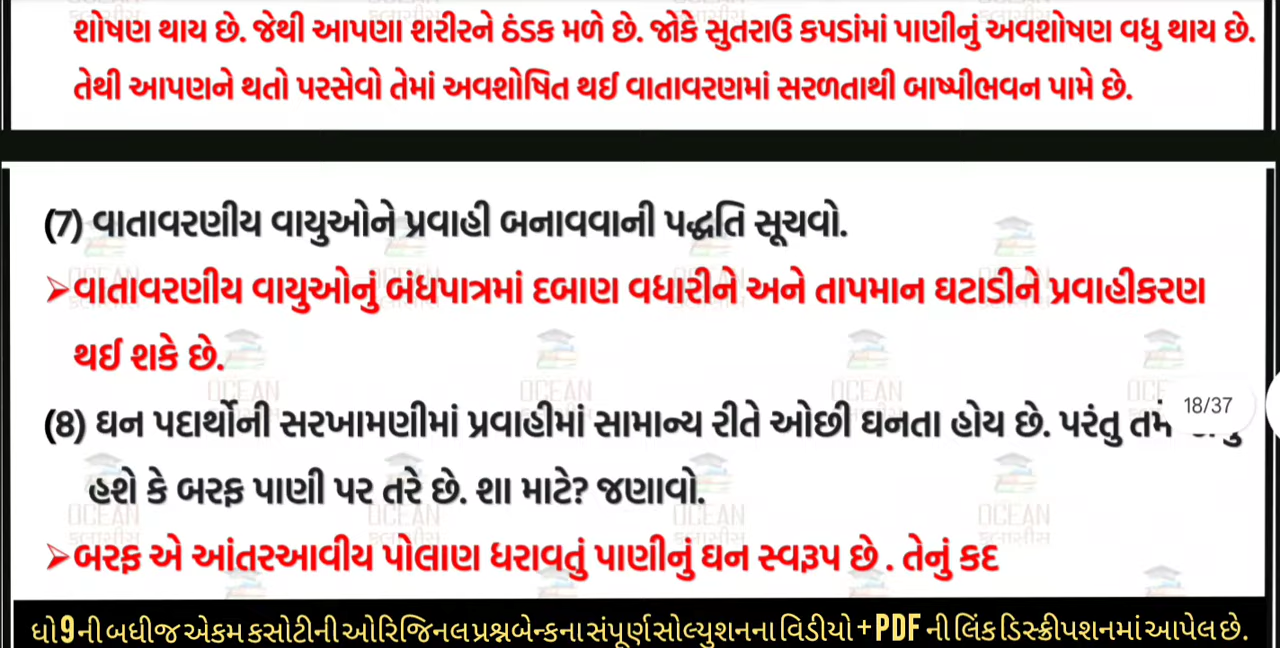 શોષણ થાય છે. જેથી આપણા શરીરને ઠંડક મળે છે. જોકે સુતરાઉ કપડાંમાં પાણીનું અવશોષણ વધુ થાય છે.
તેથી આપણને થતો પરસેવો તેમાં અવશોષિત થઈ વાતાવરણમાં સરળતાથી બાષ્પીભવન પામે છે.
(7) વાતાવરણીય વાયુઓને પ્રવાહી બનાવવાની પદ્ધતિ સૂચવો.
➢વાતાવરણીય વાયુઓનું બંધપાત્રમાં દબાણ વધારીને અને તાપમાન ઘટાડીને પ્રવાહીકરણ
થઈ શકે છે.
(8) ઘન પદાર્થોની સરખામણીમાં પ્રવાહીમાં સામાન્ય રીતે ઓછી ઘનતા હોય છે. પરંતુ
18/37
હશે કે બરફ પાણી પર તરે છે. શા માટે? જણાવો.
➢બરફ એ આંતરઆવીય પોલાણ ધરાવતું પાણીનું ઘન સ્વરૂપ છે . તેનું કદ
ધો9ની બધીજ એકમ કસોટીની ઓરિજિનલ પ્રશ્નબેન્કના સંપૂર્ણ સોલ્યુશનના વિડીયો + PDF ની લિંક ડિસ્ક્રીપશનમાં આપેલ છે.
OCEAN
ક્લાસીસ